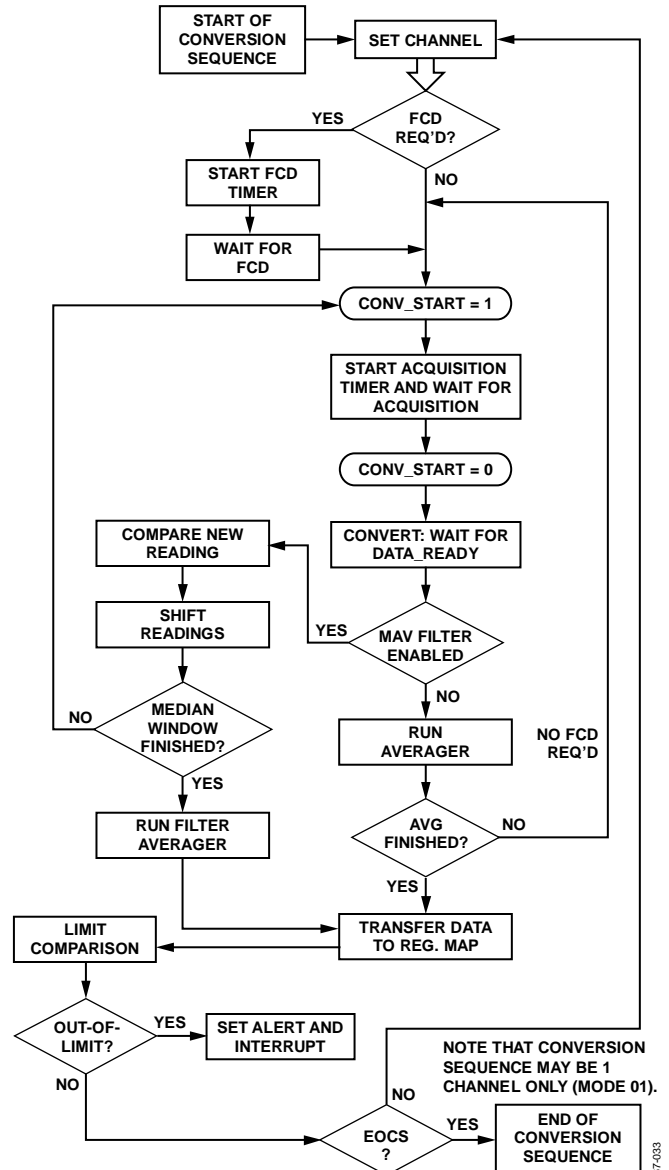 START OF
CONVERSION
SEQUENCE
SET CHANNEL
YES
FCD
REQ'D?
START FCD
TIMER
NO
WAIT FOR
FCD
CONV_START = 1
START ACQUISITION
TIMER AND WAIT FOR
ACQUISITION
CONV_START = 0
COMPARE NEW
READING
CONVERT: WAIT FOR
DATA_READY
SHIFT
READINGS
YES
MAV FILTER
ENABLED
NO
MEDIAN
WINDOW
FINISHED?
NO
RUN
AVERAGER
NO FCD
REQ'D
YES
RUN FILTER
AVERAGER
AVG
FINISHED?
NO
YES
LIMIT
COMPARISON
TRANSFER DATA
TO REG. MAP
OUT-OF-
LIMIT?
YES
SET ALERT AND
INTERRUPT
NO
NO
NOTE THAT CONVERSION
SEQUENCE MAY BE 1
CHANNEL ONLY (MODE 01).
EOCS
?
YES
END OF
CONVERSION
SEQUENCE
7-033